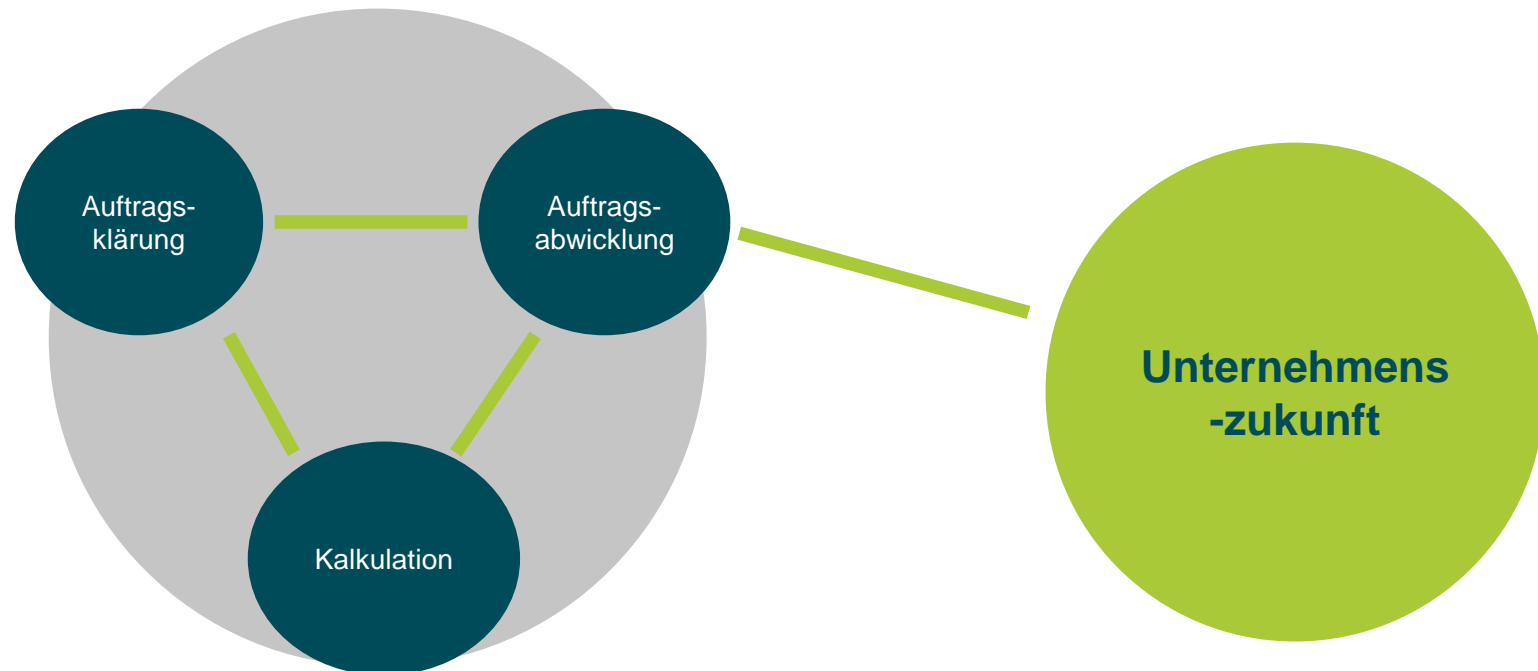 Auftrags-
klärung
Auftrags-
abwicklung
Kalkulation
Unternehmens
-zukunft